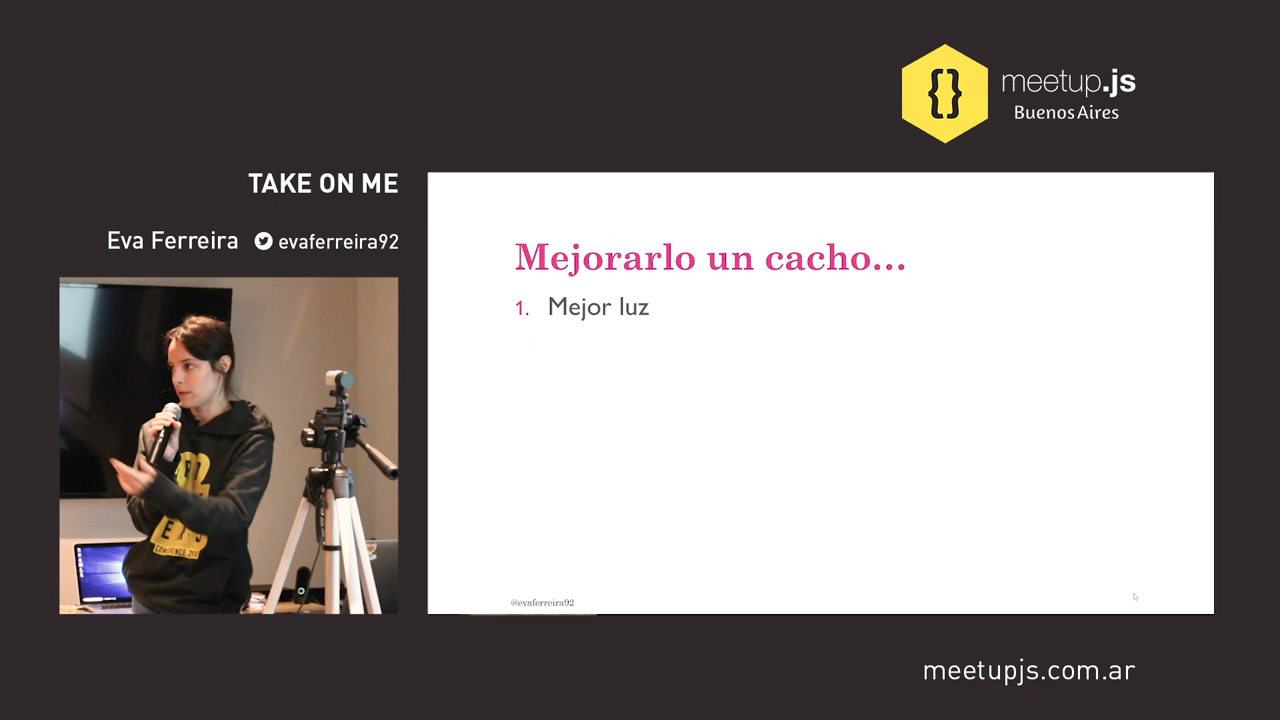 {}
meetup.js
Buenos Aires
TAKE ON ME
Eva Ferreira evaferreira92
Mejorarlo un cacho...
1. Mejor luz
CONFERENCE
@evaferreira92
meetupjs.com.ar